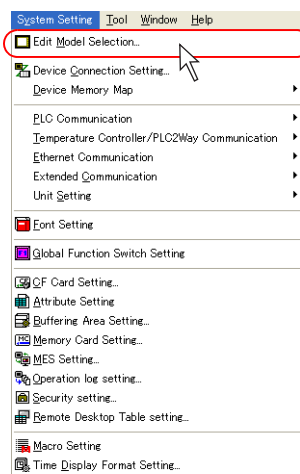 System Setting Tool Window Help
Edit Model Selection...
Device Connection Setting...
Device Memory Map
PLC Communication
Temperature Controller/PLC2Way Communication
Ethernet Communication
Extended Communication
Unit Setting
Font Setting
Global Function Switch Setting
CF Card Setting...
Attribute Setting
Buffering Area Setting...
MC Memory Card Setting...
MES Setting...
Operation log setting...
Security setting...
Remote Desktop Table setting...
Macro Setting
Time Display Format Setting...